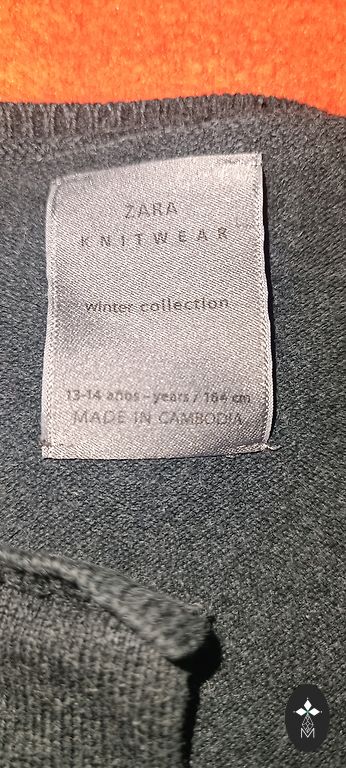 ZARA
KNITWEAR
winter collection
13-14 años - years / 164 cm
MADE IN CAMBODIA
M